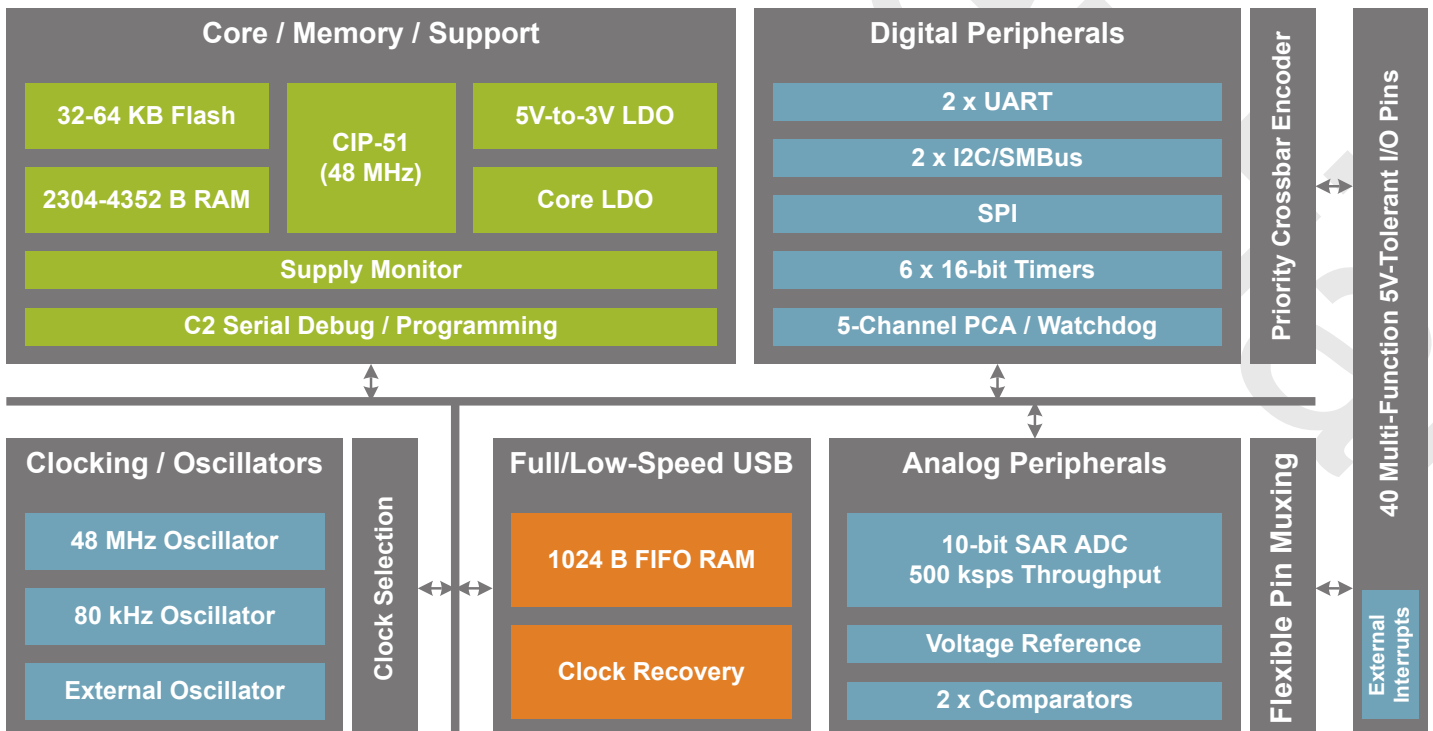 Core / Memory / Support
32-64 KB Flash
2304-4352 B RAM
CIP-51
(48 MHz)
5V-to-3V LDO
Core LDO
Supply Monitor
C2 Serial Debug / Programming
Digital Peripherals
2 x UART
2 x I2C/SMBus
SPI
6 x 16-bit Timers
5-Channel PCA / Watchdog
Priority Crossbar Encoder
40 Multi-Function 5V-Tolerant I/O Pins
Clocking / Oscillators
48 MHz Oscillator
80 kHz Oscillator
External Oscillator
Clock Selection
Full/Low-Speed USB
1024 B FIFO RAM
Clock Recovery
Analog Peripherals
10-bit SAR ADC
500 ksps Throughput
Voltage Reference
2 x Comparators
Flexible Pin Muxing
External
Interrupts